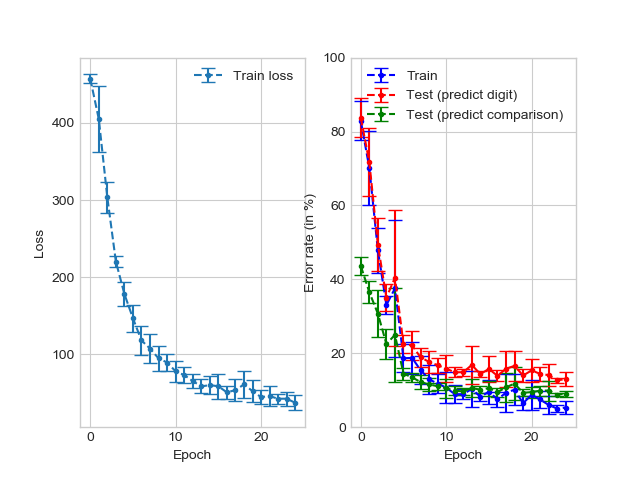 Train loss
400
300
200
100
0
10
20
Loss
Epoch
Train
Test (predict digit)
Test (predict comparison)
100
80
60
40
20
0
0
10
20
Error rate (in %)
Epoch